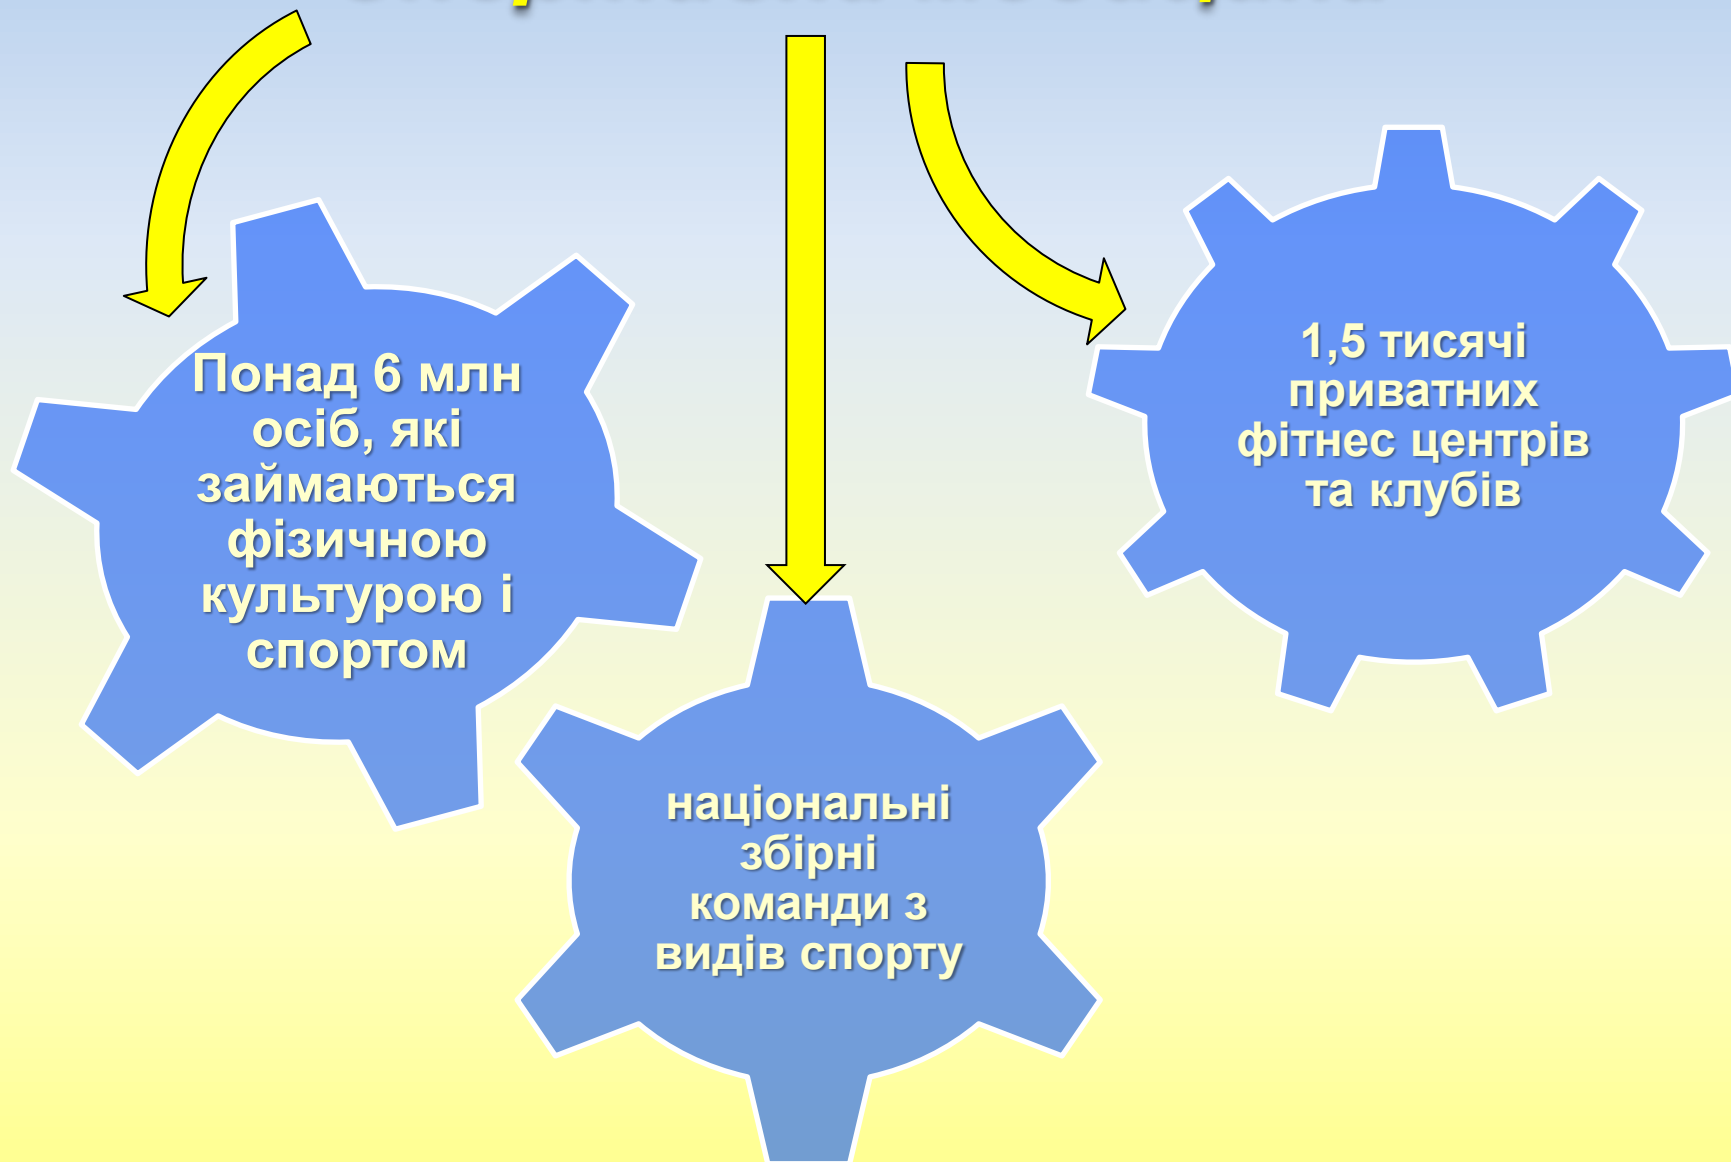 Понад 6 млн
осіб, які
займаються
фізичною
культурою і
спортом
1,5 тисячі
приватних
фітнес центрів
та клубів
національні
збірні
команди з
видів спорту